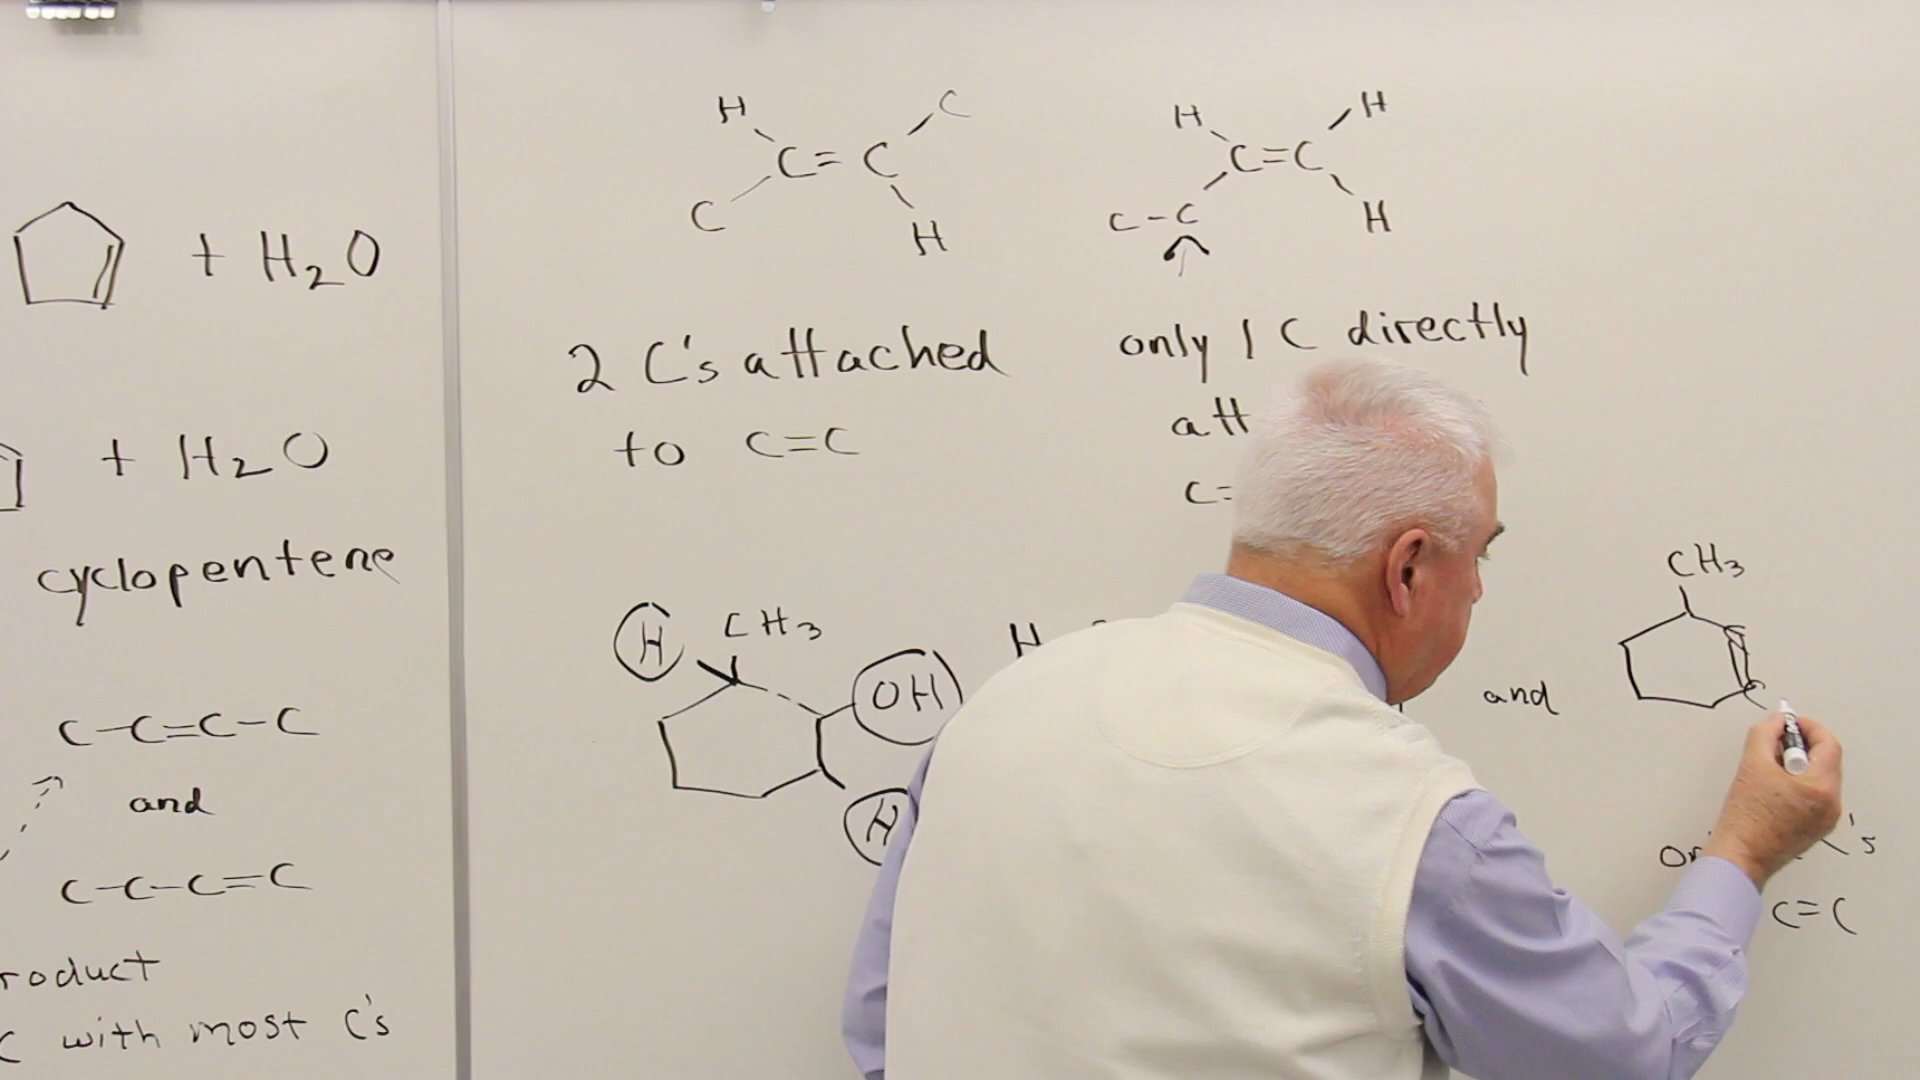 + H2O
+ H2O
cyclopentene
C-C=C-C
and
C-C-C=C
roduct
C with most C's
H C
C=C
C H
2 C's attached
to C=C
H H
C=C
C-C H
only 1 C directly
att
C=
H CH3
OH
H
H
and
CH3
C's
C=C